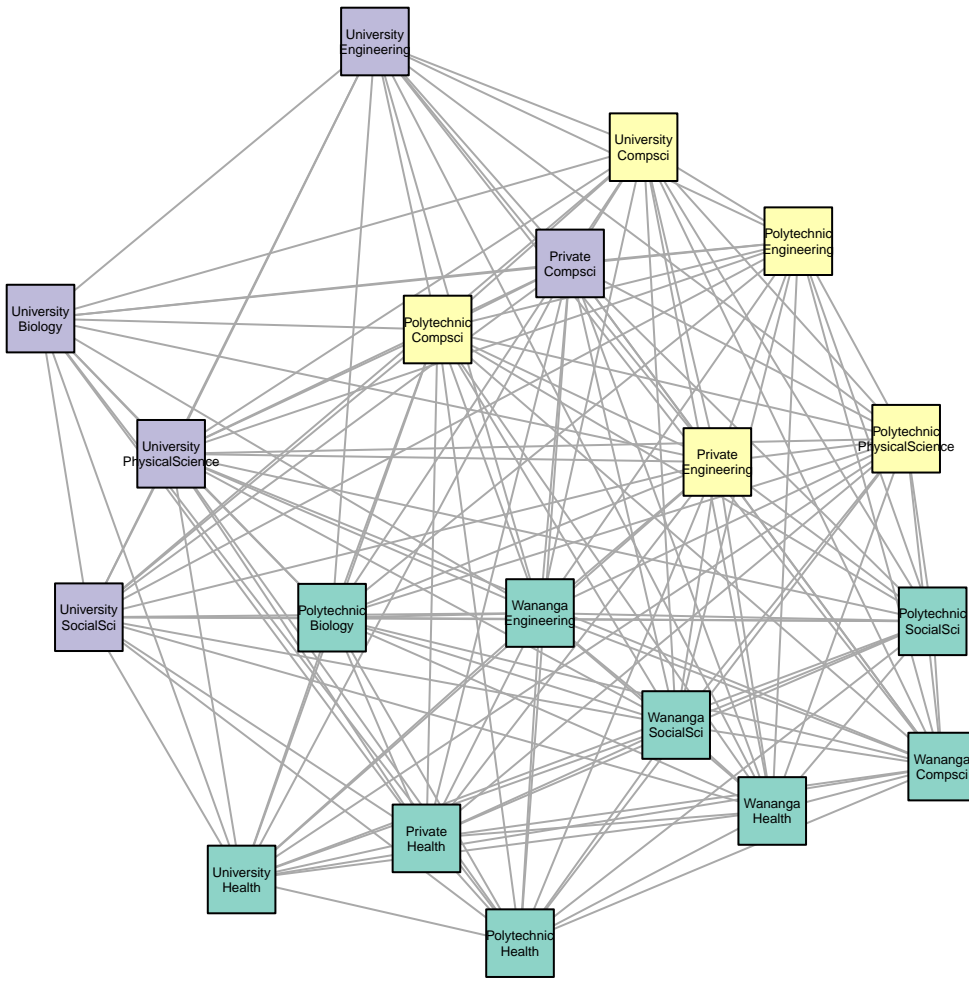 University
Engineering
University
Compsci
Polytechnic
Engineering
Private
Compsci
University
Biology
Polytechnic
Compsci
University
PhysicalScience
Polytechnic
PhysicalScience
Private
Engineering
University
SocialSci
Polytechnic
Biology
Wananga
Engineering
Polytechnic
SocialSci
Wananga
SocialSci
Wananga
Compsci
Wananga
Health
Private
Health
University
Health
Polytechnic
Health